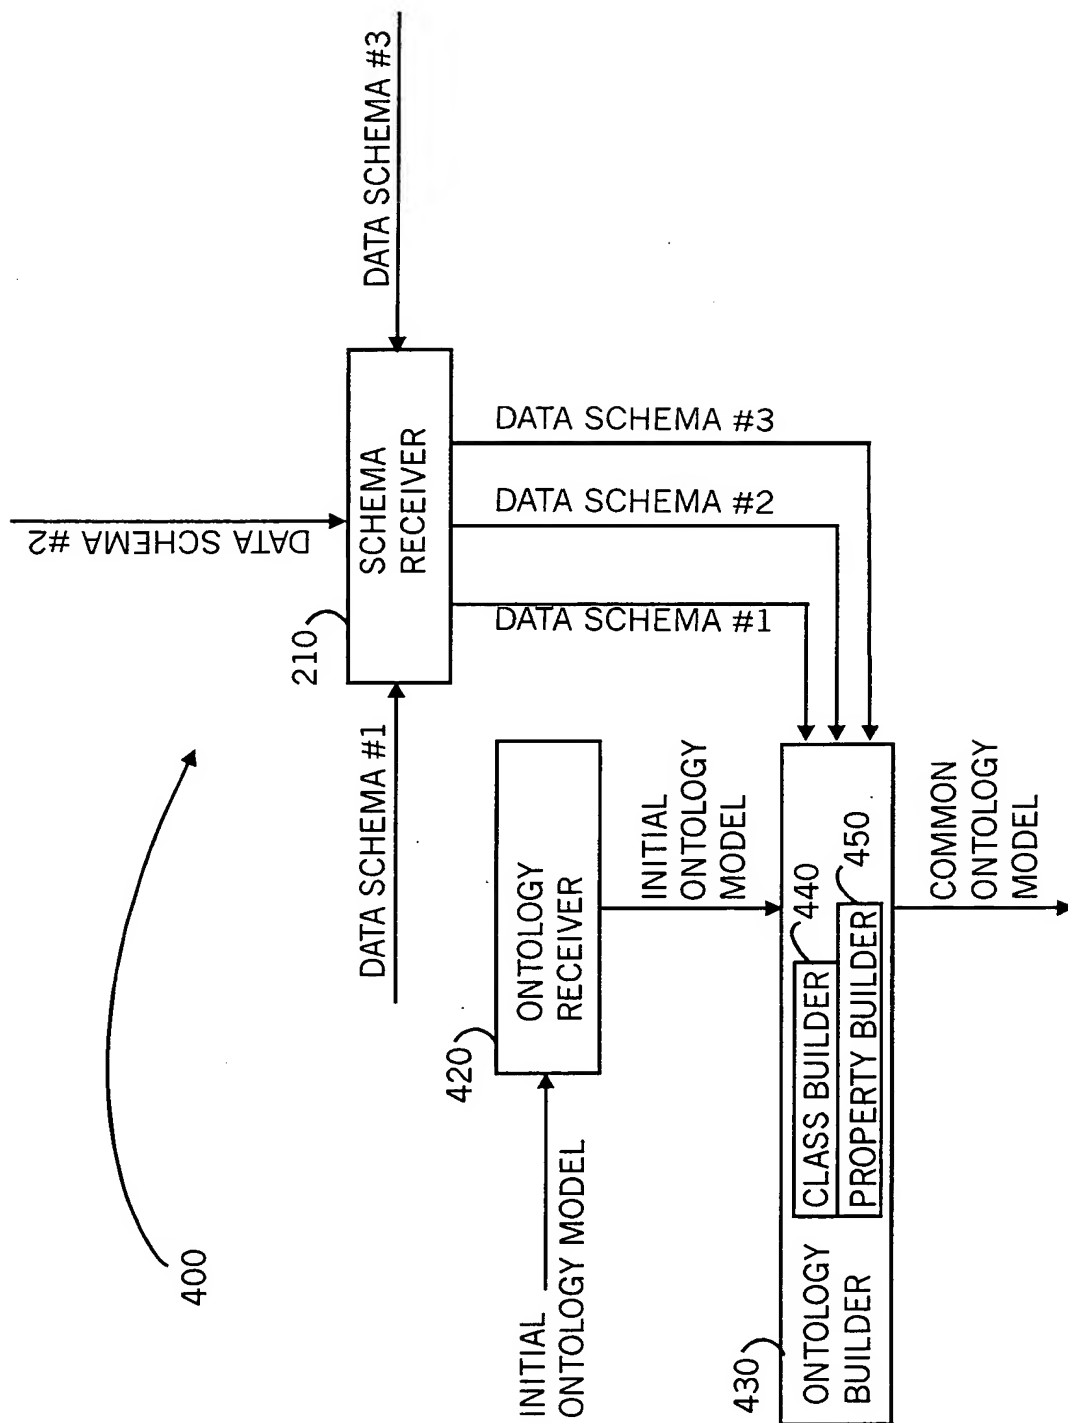 400
DATA SCHEMA #2
210
SCHEMA
RECEIVER
DATA SCHEMA #1
DATA SCHEMA #3
420
ONTOLOGY
RECEIVER
INITIAL
ONTOLOGY MODEL
DATA SCHEMA #1
DATA SCHEMA #2
DATA SCHEMA #3
INITIAL
ONTOLOGY
MODEL
430
ONTOLOGY
BUILDER
CLASS BUILDER
440
PROPERTY BUILDER
450
COMMON
ONTOLOGY
MODEL